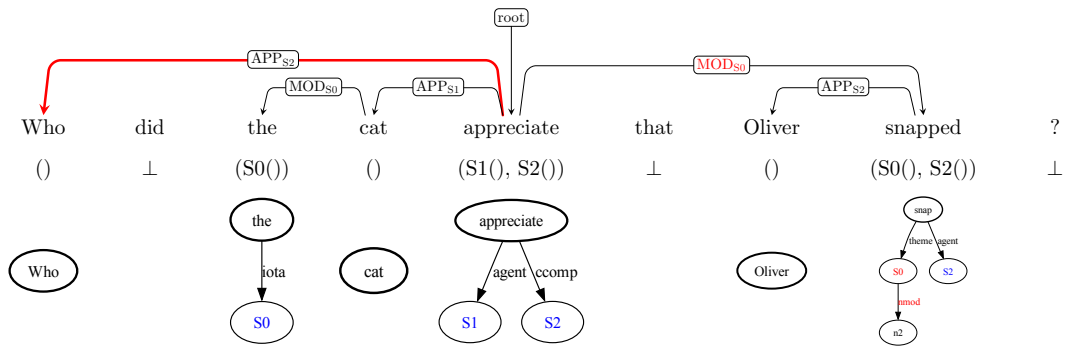 root
APP_S2 MOD_S0
MOD_S0 APP_S1 APP_S2
Who did the cat appreciate that Oliver snapped ?
() ⊥ (S0()) () (S1(), S2()) ⊥ () (S0(), S2()) ⊥
the appreciate snap
theme agent
Who iota cat agent ccomp Oliver S0 S2
nmod
S0 S1 S2 n2